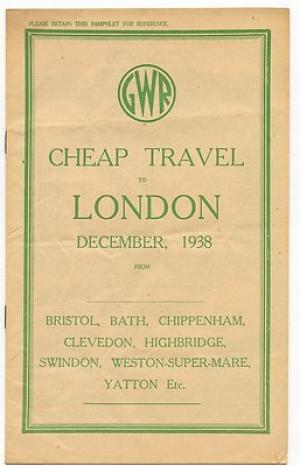 PLEASE RETAIN THIS PAMPHLET FOR REFERENCE.
GWR
CHEAP TRAVEL
TO
LONDON
DECEMBER, 1938
FROM
BRISTOL, BATH, CHIPPENHAM,
CLEVEDON, HIGHBRIDGE,
SWINDON, WESTON-SUPER-MARE,
YATTON Etc.